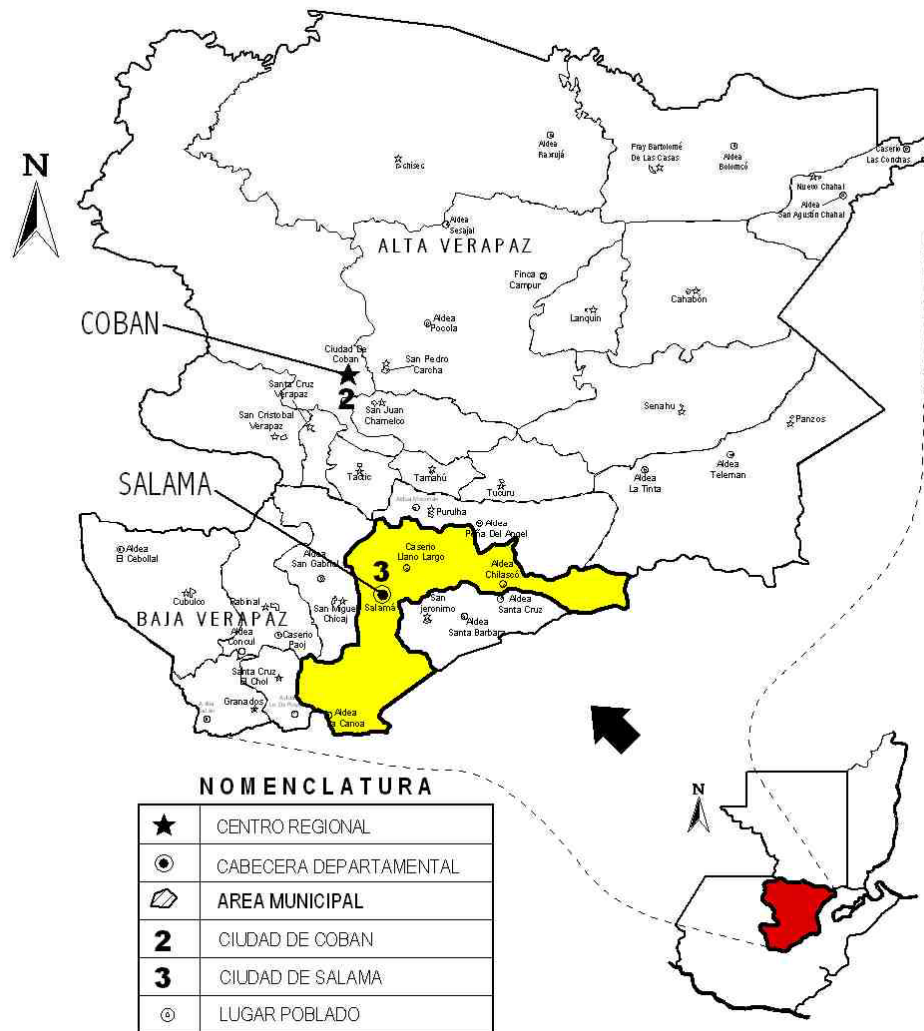 N
Aldea
Raxrujá
Fray Bartolomé
De Las Casas
Aldea
Bolomcó
Caserio
Las Conchas
chisec
Nuevo Chahal
Aldea
San Agustin Chahal
Aldea
Sesajal
ALTA VERAPAZ
Finca
Campur
Cahabón
Lanquin
COBAN
Aldea
Pocola
Ciudad De
Coban
San Pedro
Carcha
2
Santa Cruz
Verapaz
San Juan
Chamelco
San Cristobal
Verapaz
Senahu
Panzos
Aldea
Teleman
Aldea
La Tinta
Tactic
Tamahú
Tucuru
SALAMA
Purulha
Aldea
Peña Del Angel
Aldea
Cebollal
Aldea
San Gabriel
Caserio
Llano Largo
3
Aldea
Chilascó
Cubulco
Rabinal
San Miguel
Chicaj
Salamá
San
jeronimo
Aldea
Santa Cruz
Aldea
Santa Barbara
BAJA VERAPAZ
Aldea
Concul
Caserio
Paoj
Santa Cruz
El Chol
Granados
Aldea
La Canoa
NOMENCLATURA
CENTRO REGIONAL
CABECERA DEPARTAMENTAL
AREA MUNICIPAL
2 CIUDAD DE COBAN
3 CIUDAD DE SALAMA
LUGAR POBLADO
N